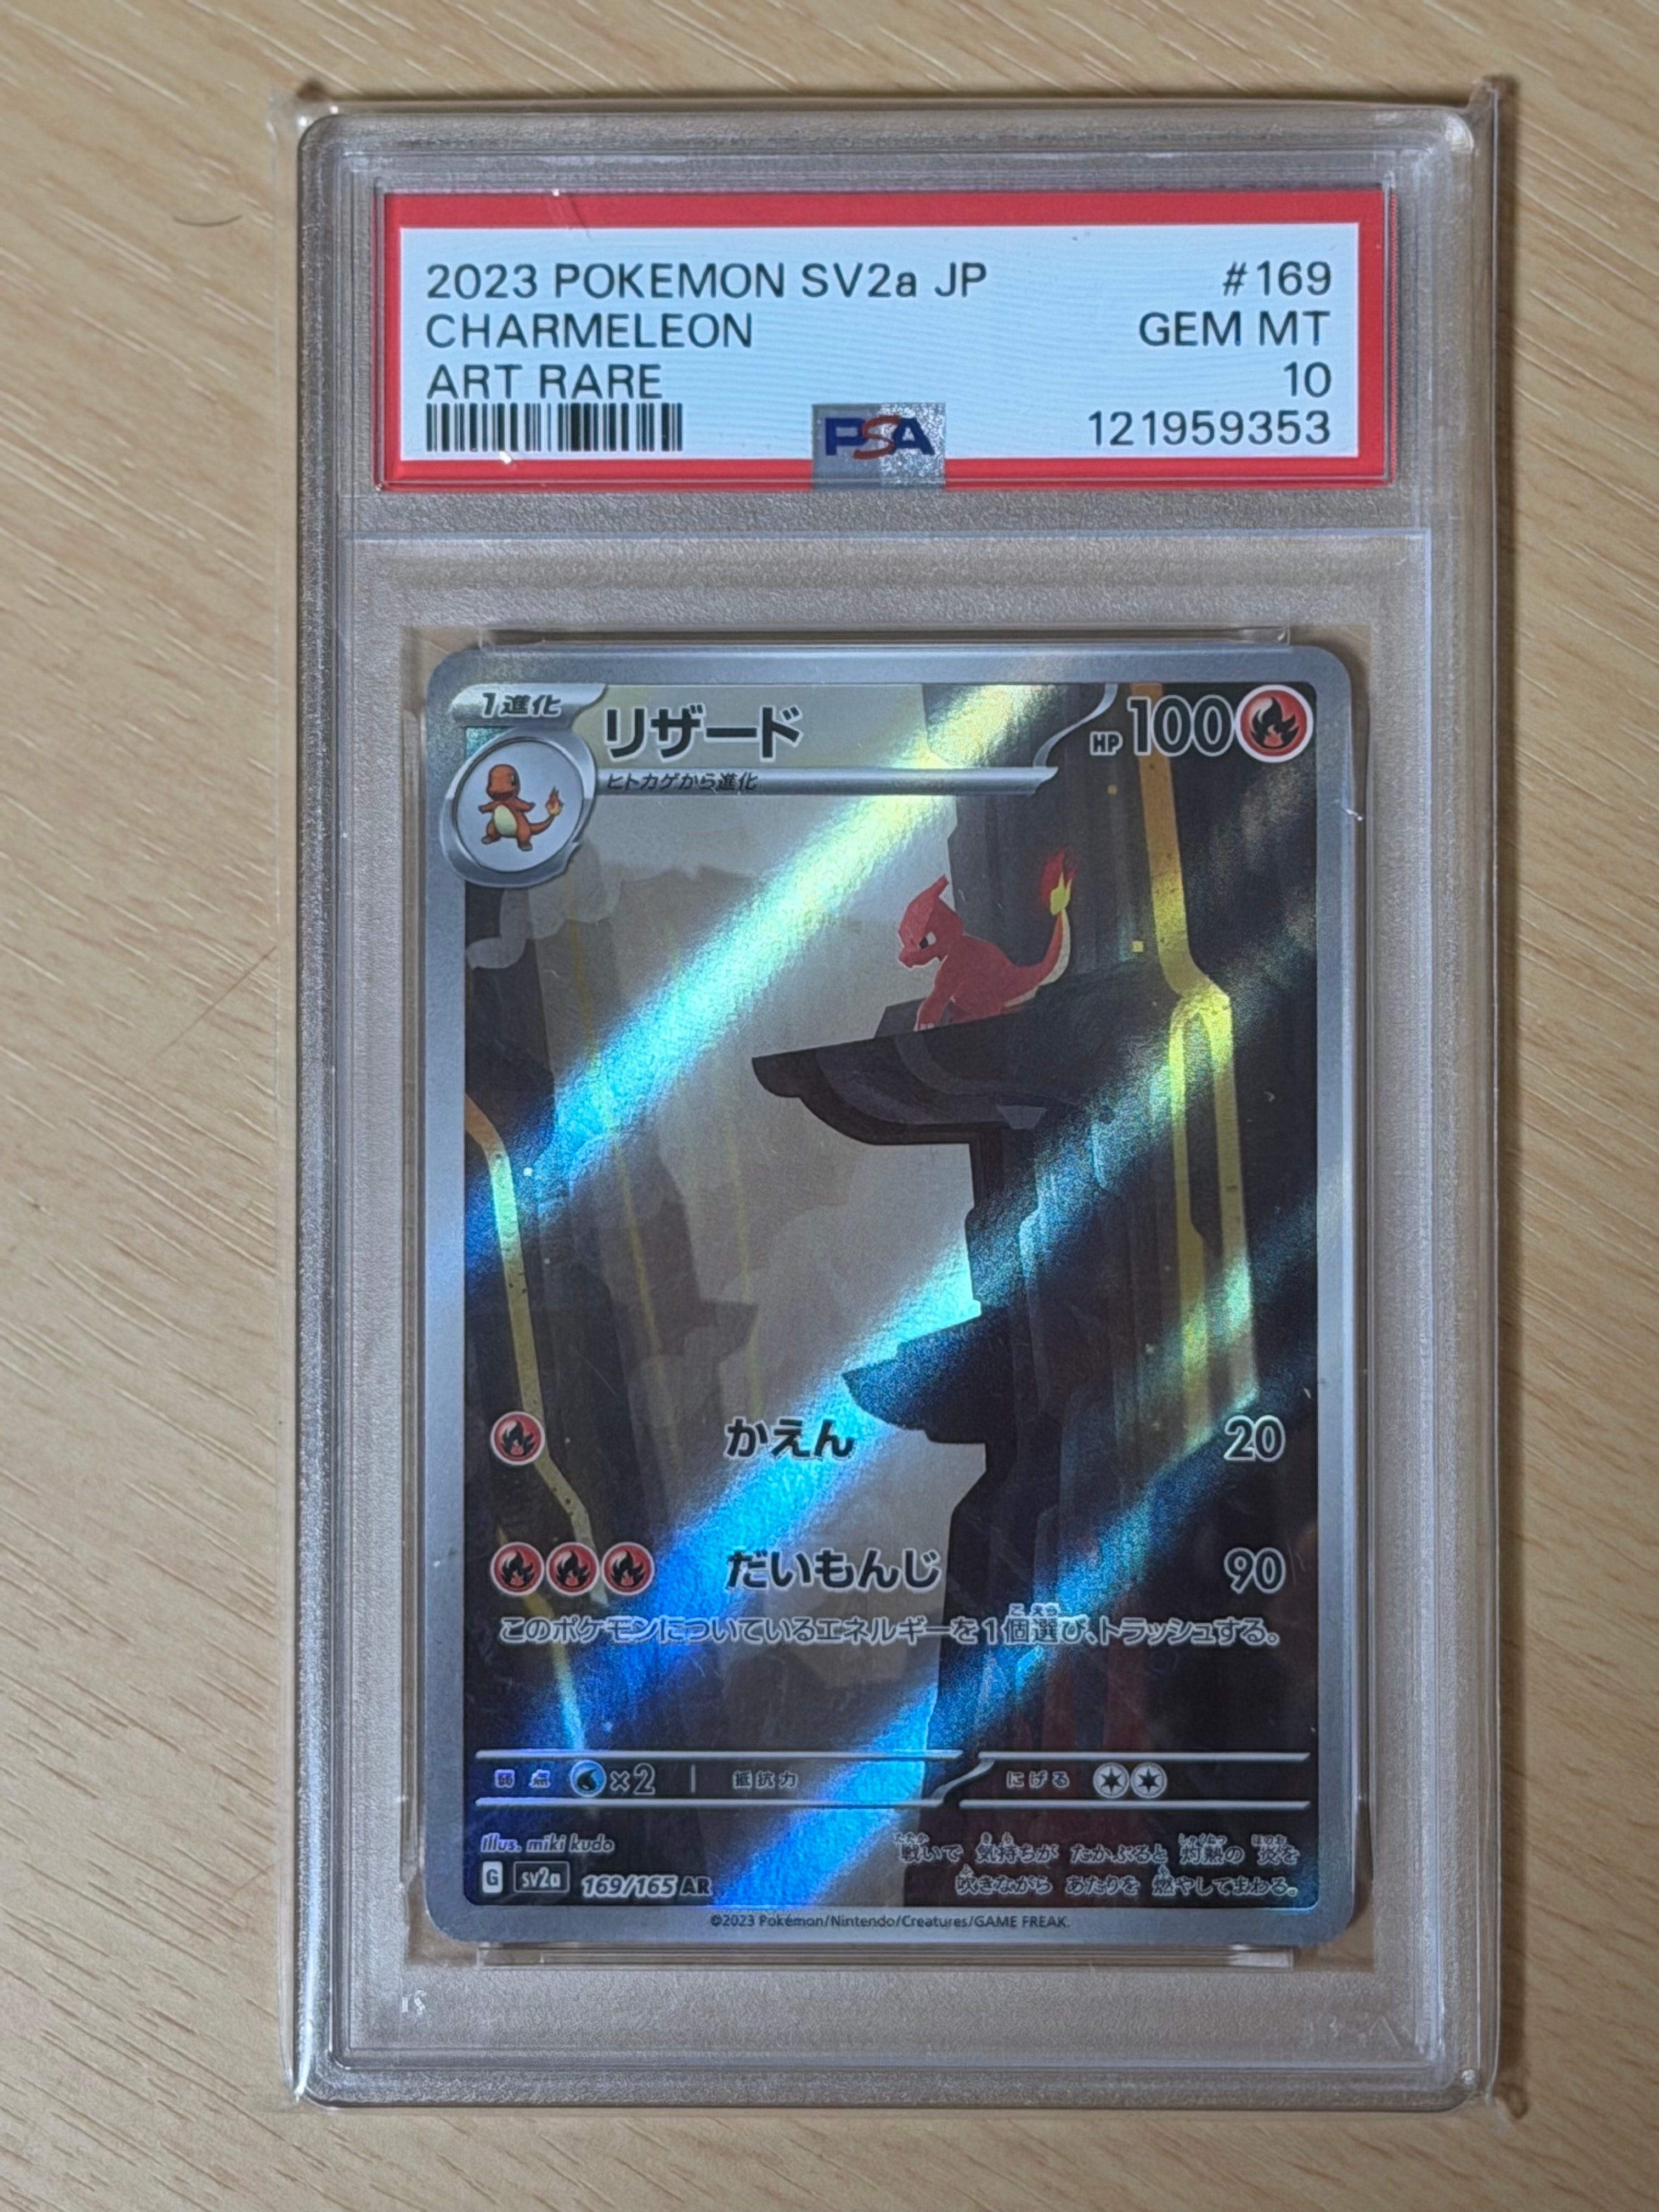 2023 POKEMON SV2a JP #169
CHARMELEON GEM MT
ART RARE 10
PSA 121959353
1進化 リザード HP 100
ヒトカゲから進化
かえん 20
だいもんじ 90
このポケモンについているエネルギーを1個選び、トラッシュする。
×2 抵抗力 にげる
Illus. miki kudo
戦いで 気持ちが たかぶると 灼熱の 炎を
吹きながら あたりを 燃やしてまわる。
G sv2a 169/165 AR
©2023 Pokémon/Nintendo/Creatures/GAME FREAK.